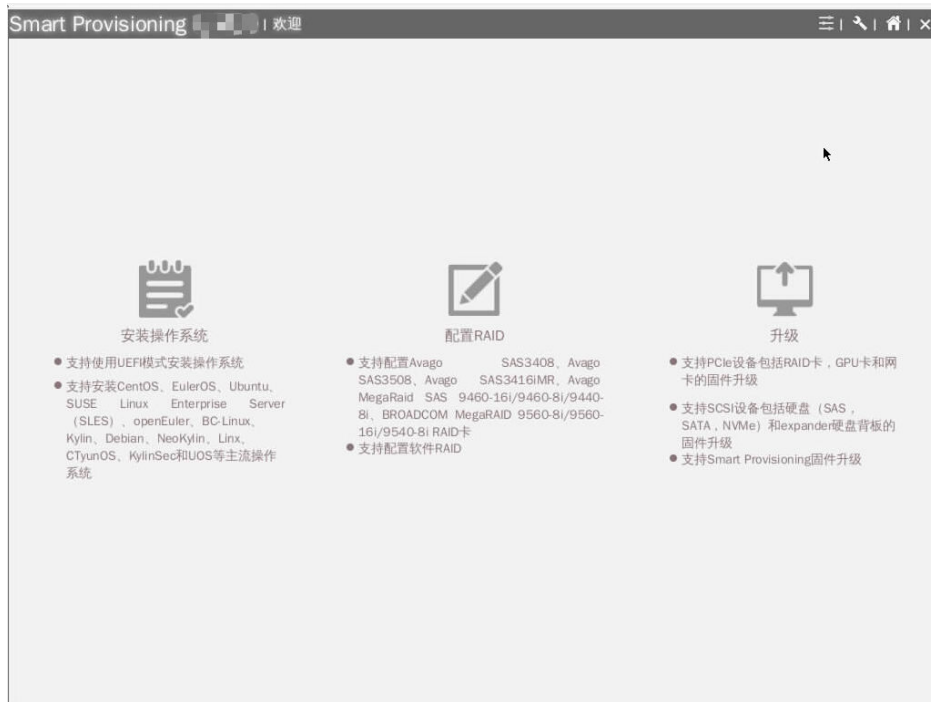 Smart Provisioning | 欢迎
安装操作系统
支持使用UEFI模式安装操作系统
支持安装CentOS、EulerOS、Ubuntu、
SUSE Linux Enterprise Server
（SLES）、openEuler、BC-Linux、
Kylin、Debian、NeoKylin、Linx、
CTyunOS、KylinSec和UOS等主流操作
系统
配置RAID
支持配置Avago SAS3408、Avago
SAS3508、Avago SAS3416iMR、Avago
MegaRaid SAS 9460-16i/9460-8i/9440-
8i、BROADCOM MegaRAID 9560-8i/9560-
16i/9540-8i RAID卡
支持配置软件RAID
升级
支持PCIe设备包括RAID卡，GPU卡和网
卡的固件升级
支持SCSI设备包括硬盘（SAS，
SATA，NVMe）和expander硬盘背板的
固件升级
支持Smart Provisioning固件升级